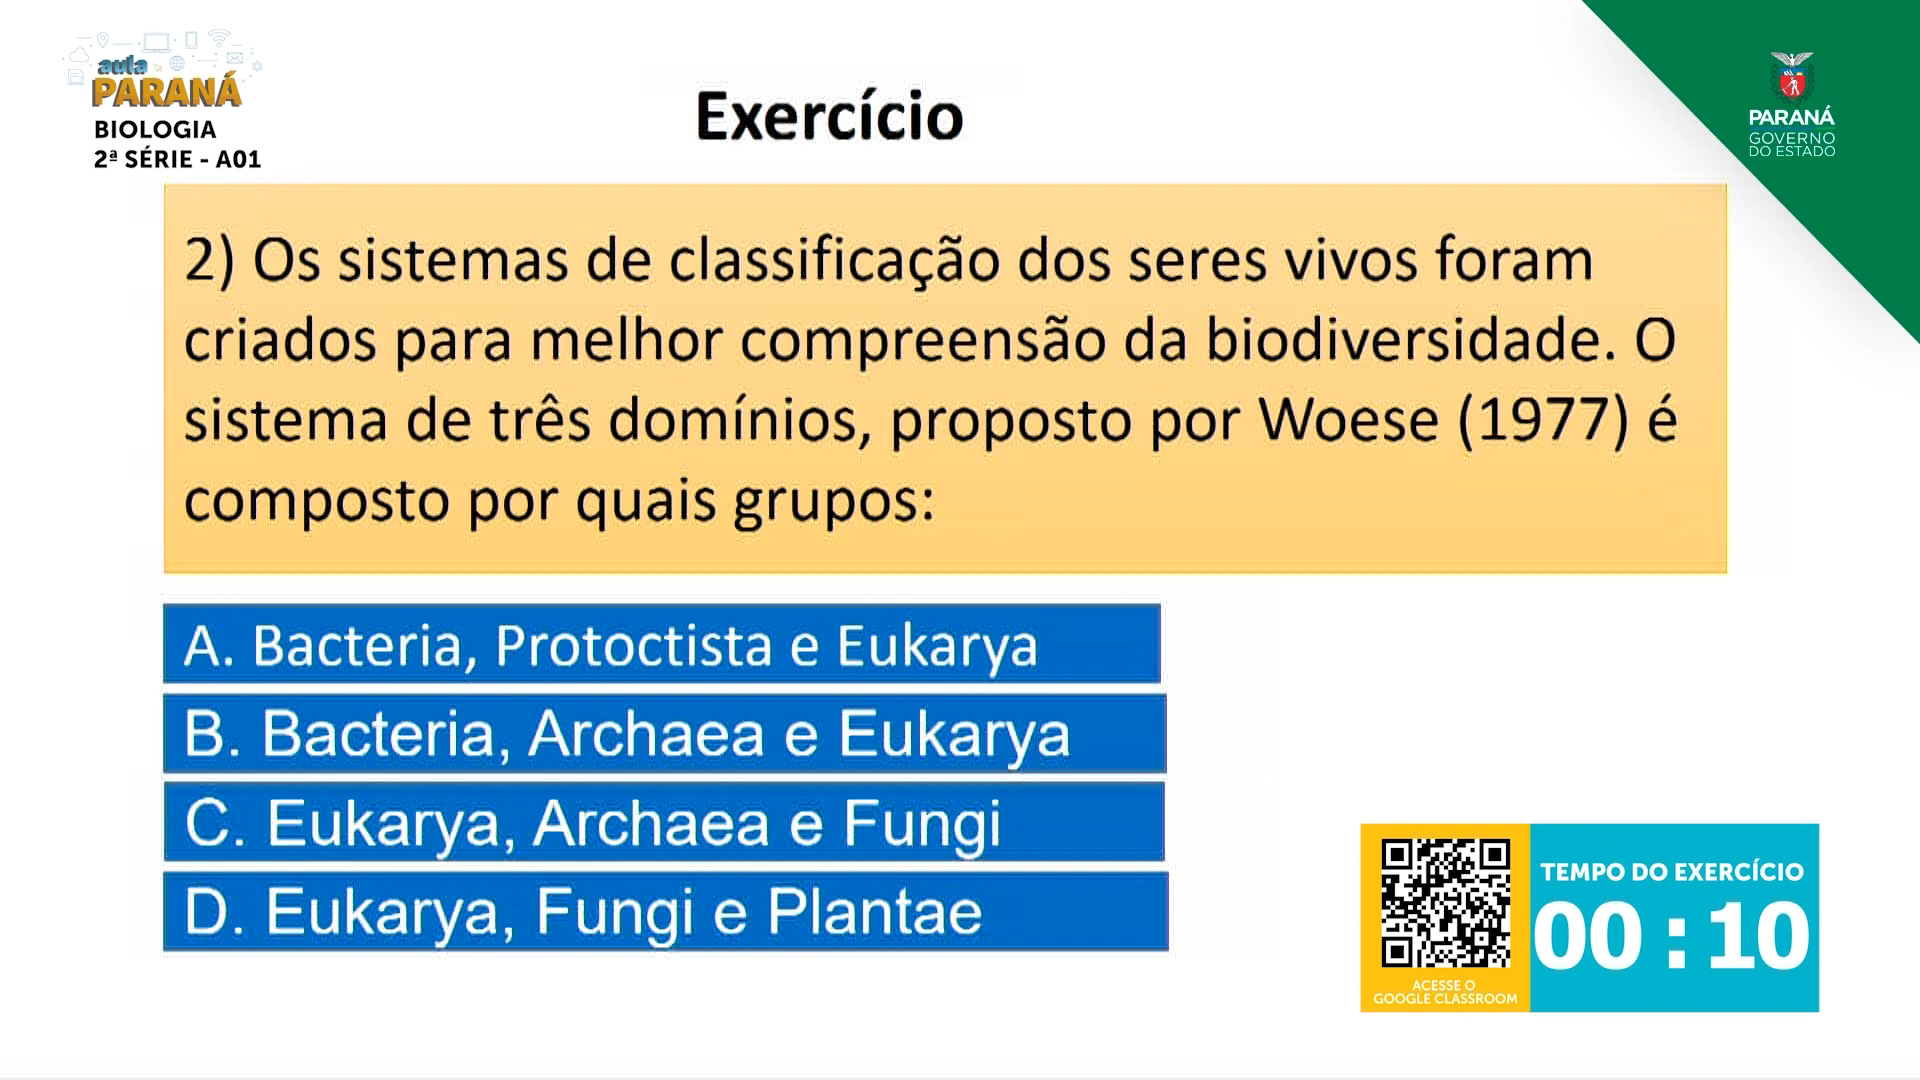 aula
PARANÁ
BIOLOGIA
2ª SÉRIE - A01
Exercício
PARANÁ
GOVERNO
DO ESTADO
2) Os sistemas de classificação dos seres vivos foram
criados para melhor compreensão da biodiversidade. O
sistema de três domínios, proposto por Woese (1977) é
composto por quais grupos:
A. Bacteria, Protoctista e Eukarya
B. Bacteria, Archaea e Eukarya
C. Eukarya, Archaea e Fungi
D. Eukarya, Fungi e Plantae
ACESSE O
GOOGLE CLASSROOM
TEMPO DO EXERCÍCIO
00 : 10